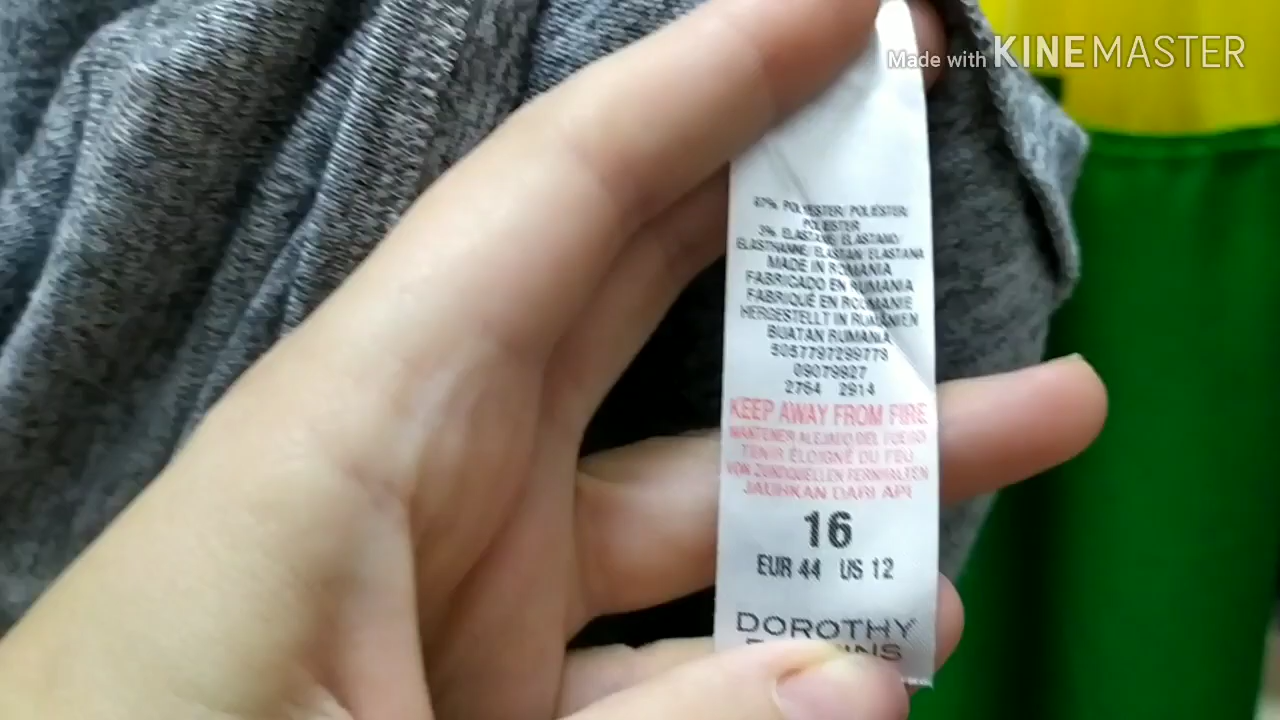 Made with KINEMASTER
97% POLYESTER/ POLIÉSTER/
POLYESTER
3% ELASTANE/ ELASTANO/
ELASTHANNE/ ELASTAN/ ELASTANA
MADE IN ROMANIA
FABRICADO EN RUMANIA
FABRIQUÉ EN ROUMANIE
HERGESTELLT IN RUMÄNIEN
BUATAN RUMANIA
5057797299778
09079927
2764 2914
KEEP AWAY FROM FIRE
MANTENER ALEJADO DEL FUEGO
TENIR ÉLOIGNÉ DU FEU
VON ZÜNDQUELLEN FERNHALTEN
JAUHKAN DARI API
16
EUR 44 US 12
DOROTHY